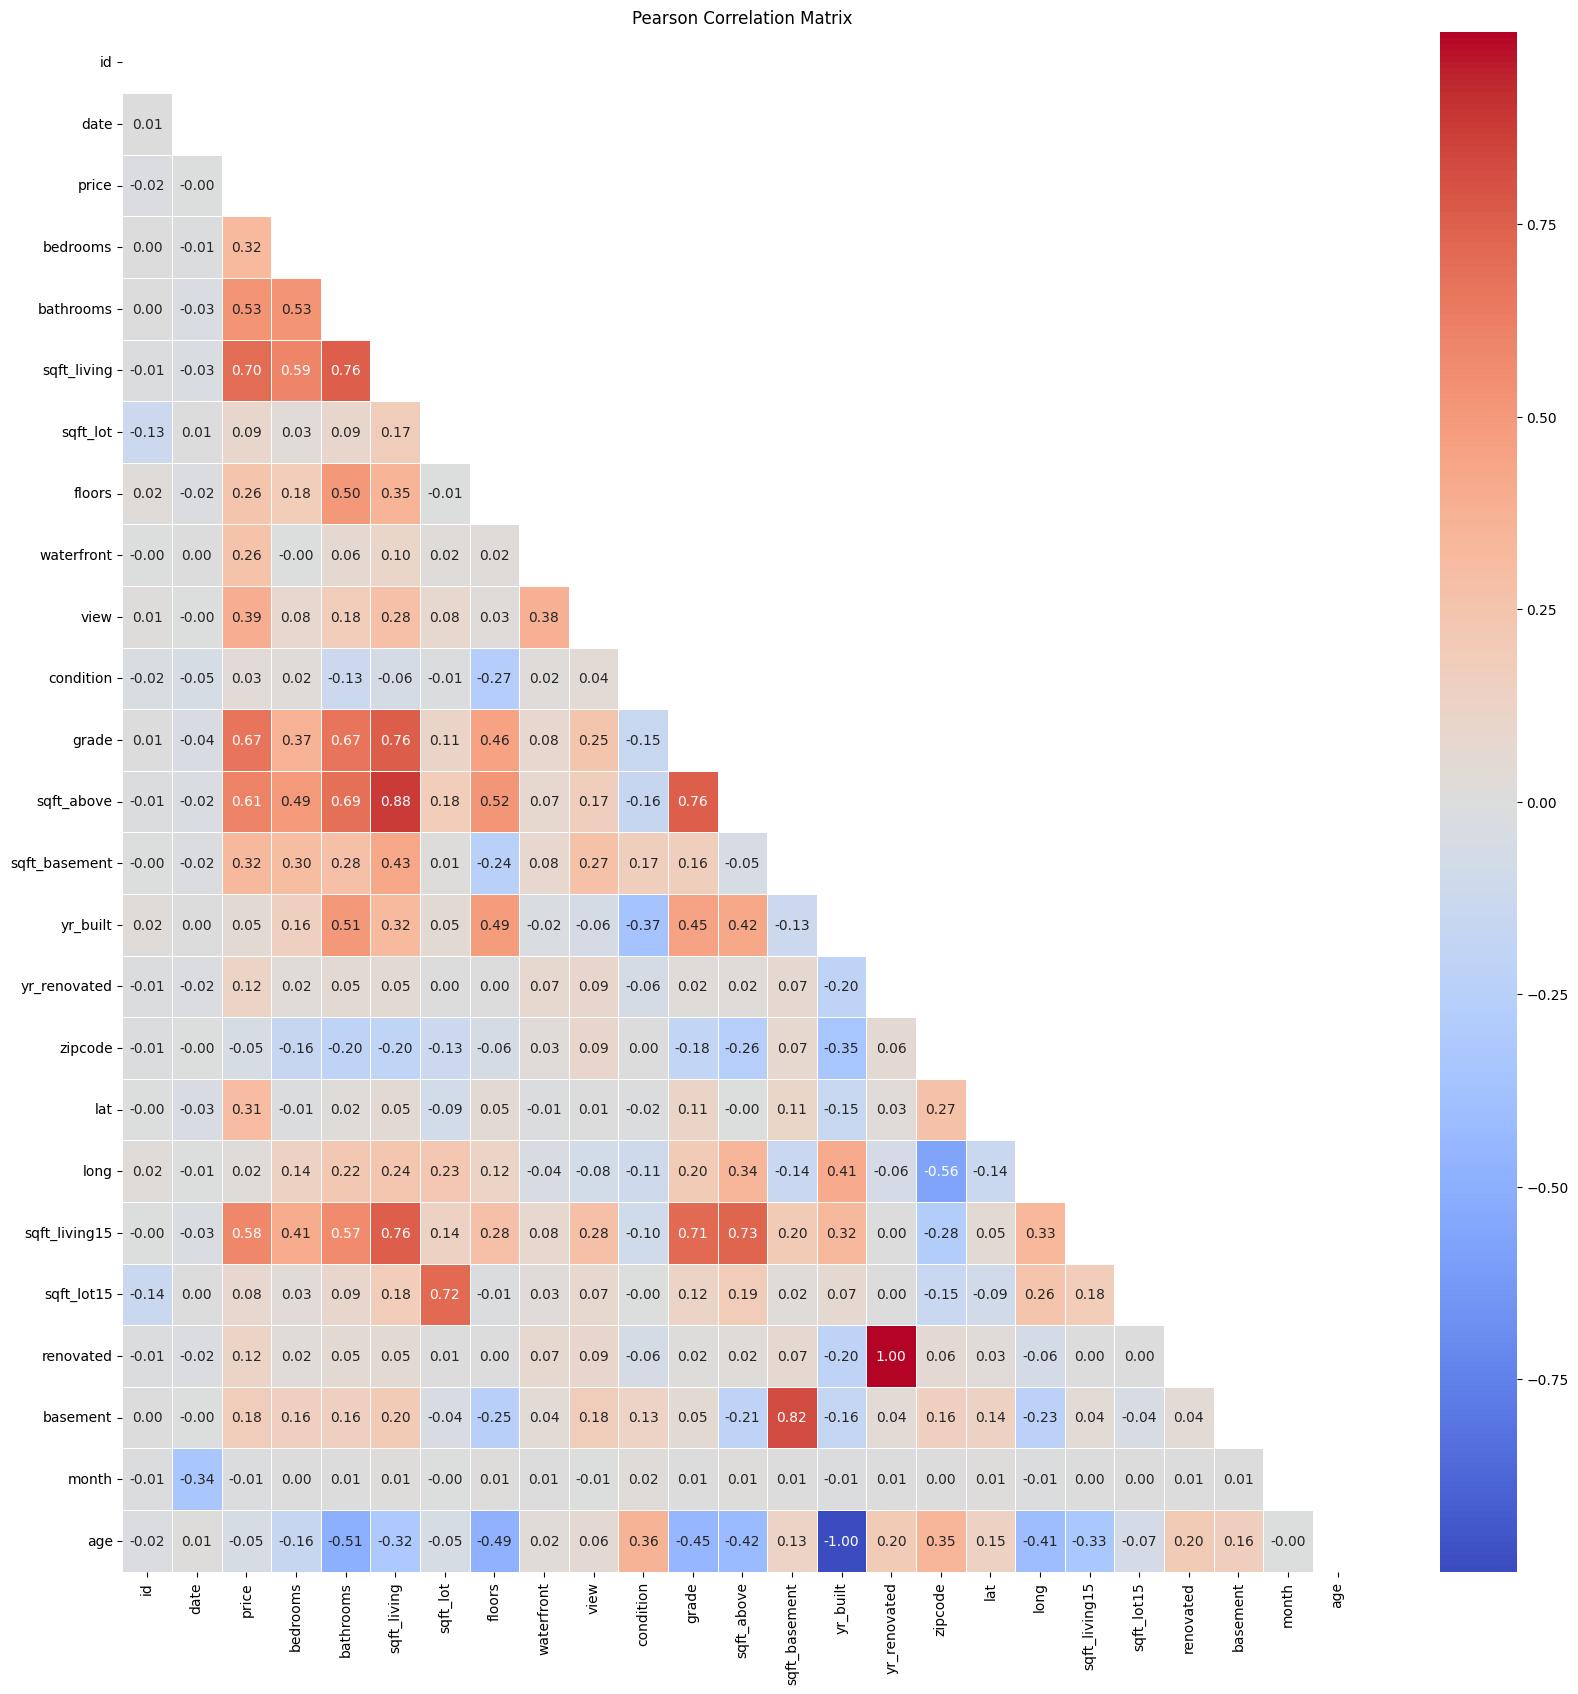 Pearson Correlation Matrix
id
date 0.01
price -0.02 -0.00
bedrooms 0.00 -0.01 0.32
bathrooms 0.00 -0.03 0.53 0.53
sqft_living -0.01 -0.03 0.70 0.59 0.76
sqft_lot -0.13 0.01 0.09 0.03 0.09 0.17
floors 0.02 -0.02 0.26 0.18 0.50 0.35 -0.01
waterfront -0.00 0.00 0.26 -0.00 0.06 0.10 0.02 0.02
view 0.01 -0.00 0.39 0.08 0.18 0.28 0.08 0.03 0.38
condition -0.02 -0.05 0.03 0.02 -0.13 -0.06 -0.01 -0.27 0.02 0.04
grade 0.01 -0.04 0.67 0.37 0.67 0.76 0.11 0.46 0.08 0.25 -0.15
sqft_above -0.01 -0.02 0.61 0.49 0.69 0.88 0.18 0.52 0.07 0.17 -0.16 0.76
sqft_basement -0.00 -0.02 0.32 0.30 0.28 0.43 0.01 -0.24 0.08 0.27 0.17 0.16 -0.05
yr_built 0.02 0.00 0.05 0.16 0.51 0.32 0.05 0.49 -0.02 -0.06 -0.37 0.45 0.42 -0.13
yr_renovated -0.01 -0.02 0.12 0.02 0.05 0.05 0.00 0.00 0.07 0.09 -0.06 0.02 0.02 0.07 -0.20
zipcode -0.01 -0.00 -0.05 -0.16 -0.20 -0.20 -0.13 -0.06 0.03 0.09 0.00 -0.18 -0.26 0.07 -0.35 0.06
lat -0.00 -0.03 0.31 -0.01 0.02 0.05 -0.09 0.05 -0.01 0.01 -0.02 0.11 -0.00 0.11 -0.15 0.03 0.27
long 0.02 -0.01 0.02 0.14 0.22 0.24 0.23 0.12 -0.04 -0.08 -0.11 0.20 0.34 -0.14 0.41 -0.06 -0.56 -0.14
sqft_living15 -0.00 -0.03 0.58 0.41 0.57 0.76 0.14 0.28 0.08 0.28 -0.10 0.71 0.73 0.20 0.32 0.00 -0.28 0.05 0.33
sqft_lot15 -0.14 0.00 0.08 0.03 0.09 0.18 0.72 -0.01 0.03 0.07 -0.00 0.12 0.19 0.02 0.07 0.00 -0.15 -0.09 0.26 0.18
renovated -0.01 -0.02 0.12 0.02 0.05 0.05 0.01 0.00 0.07 0.09 -0.06 0.02 0.02 0.07 -0.20 1.00 0.06 0.03 -0.06 0.00 0.00
basement 0.00 -0.00 0.18 0.16 0.16 0.20 -0.04 -0.25 0.04 0.18 0.13 0.05 -0.21 0.82 -0.16 0.04 0.16 0.14 -0.23 0.04 -0.04 0.04
month -0.01 -0.34 -0.01 0.00 0.01 0.01 -0.00 0.01 0.01 -0.01 0.02 0.01 0.01 0.01 -0.01 0.01 0.00 0.01 -0.01 0.00 0.00 0.01 0.01
age -0.02 0.01 -0.05 -0.16 -0.51 -0.32 -0.05 -0.49 0.02 0.06 0.36 -0.45 -0.42 0.13 -1.00 0.20 0.35 0.15 -0.41 -0.33 -0.07 0.20 0.16 -0.00
id date price bedrooms bathrooms sqft_living sqft_lot floors waterfront view condition grade sqft_above sqft_basement yr_built yr_renovated zipcode lat long sqft_living15 sqft_lot15 renovated basement month age
0.75
0.50
0.25
0.00
−0.25
−0.50
−0.75